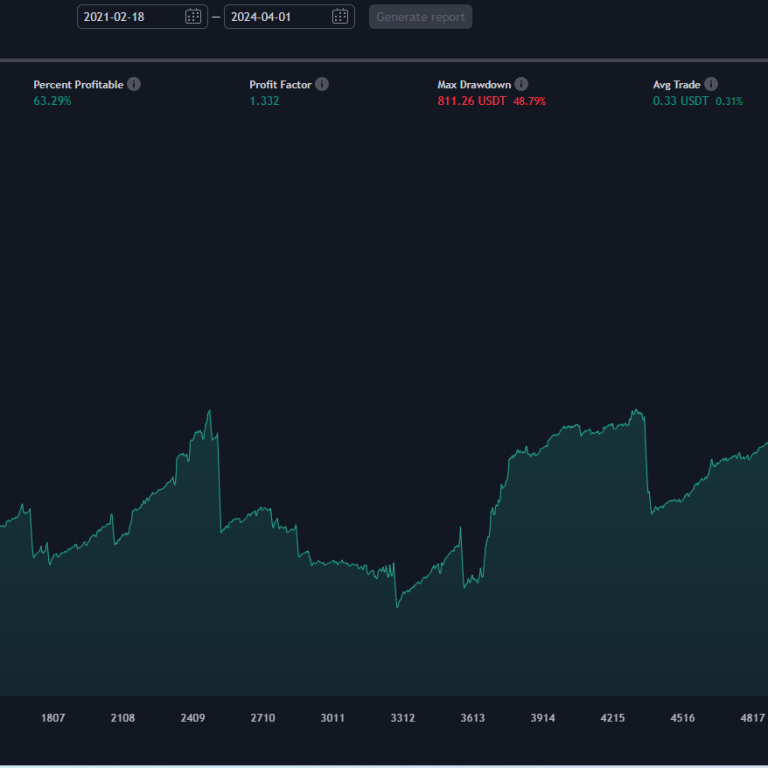 2021-02-18 — 2024-04-01 Generate report
Percent Profitable Profit Factor Max Drawdown Avg Trade
63.29% 1.332 811.26 USDT 48.79% 0.33 USDT 0.31%
1807 2108 2409 2710 3011 3312 3613 3914 4215 4516 4817